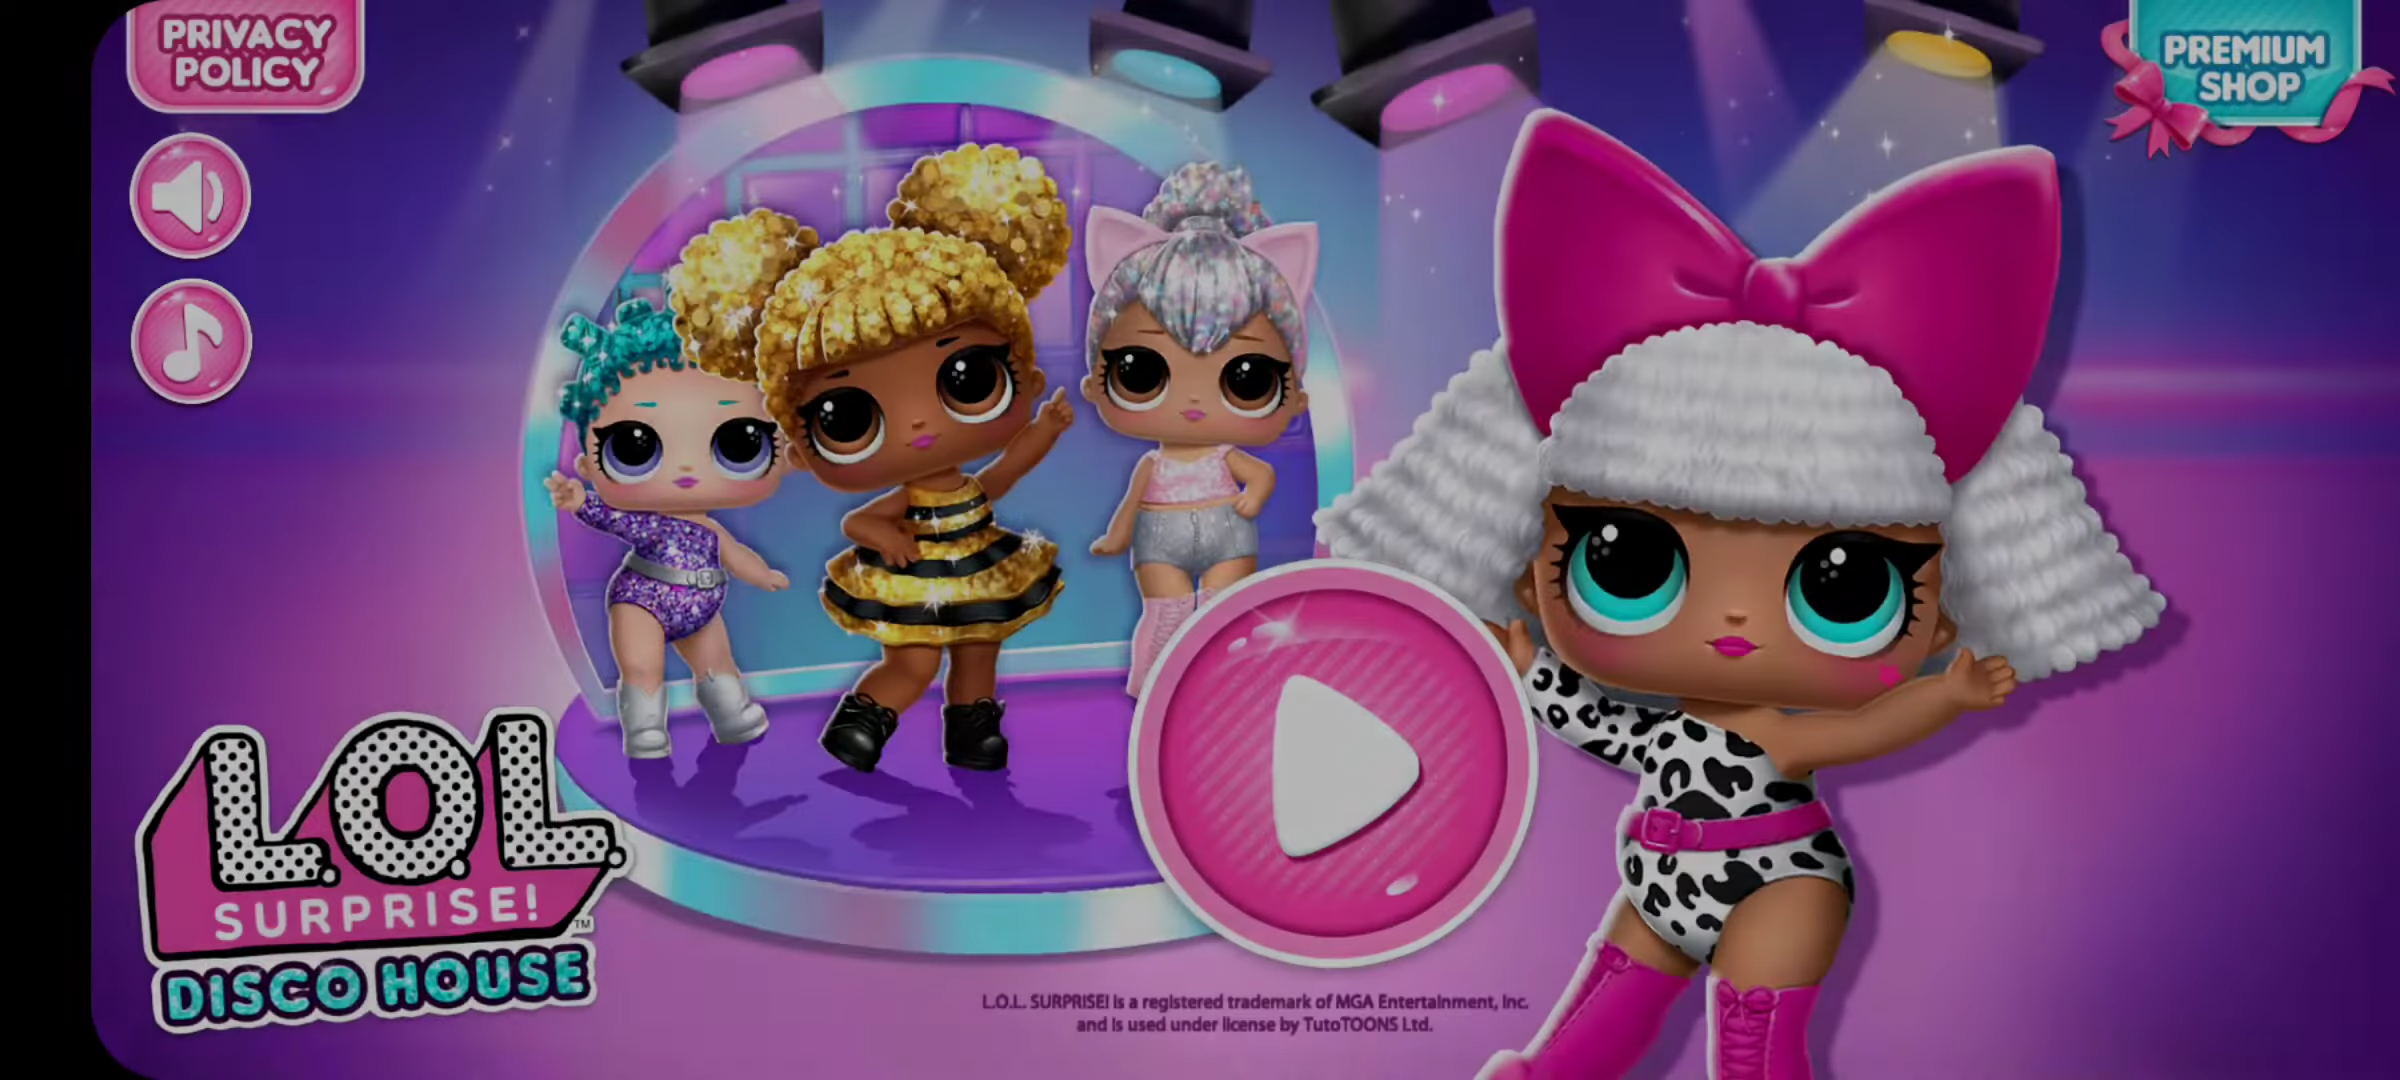 PRIVACY
POLICY
PREMIUM
SHOP
L.O.L.
SURPRISE!
TM
DISCO HOUSE
L.O.L. SURPRISE! is a registered trademark of MGA Entertainment, Inc.
and is used under license by TutoTOONS Ltd.